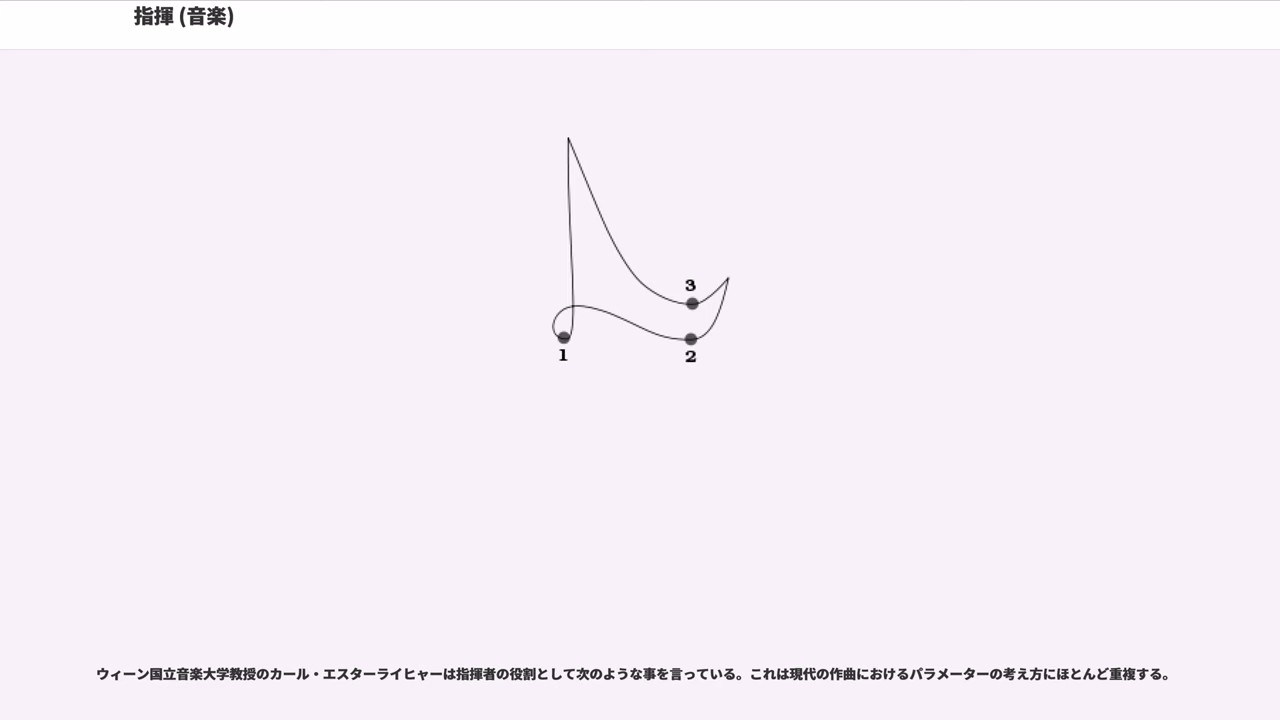 指揮 (音楽)
3
1
2
ウィーン国立音楽大学教授のカール・エスターライヒャーは指揮者の役割として次のような事を言っている。これは現代の作曲におけるパラメーターの考え方にほとんど重複する。